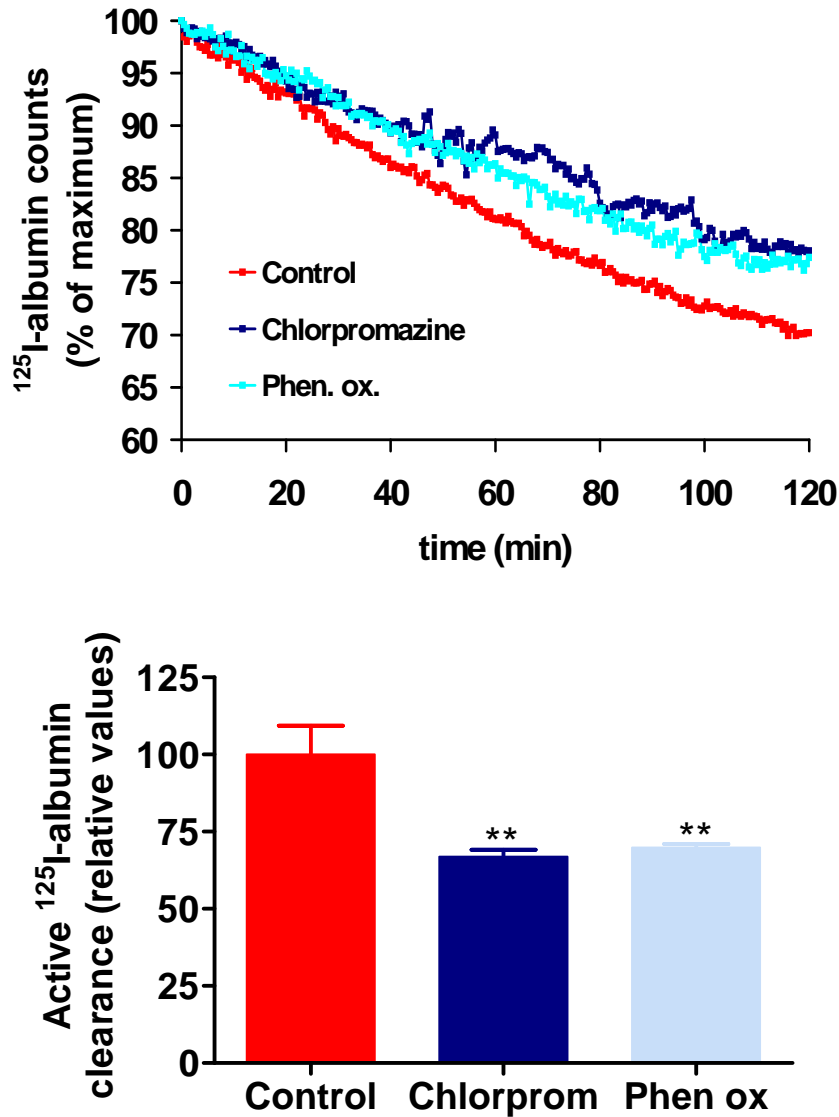 100
95
90
85
80
75
70
65
60
¹²⁵I-albumin counts
(% of maximum)
Control
Chlorpromazine
Phen. ox.
0 20 40 60 80 100 120
time (min)
125
100
75
50
25
0
Active ¹²⁵I-albumin
clearance (relative values)
** **
Control Chlorprom Phen ox